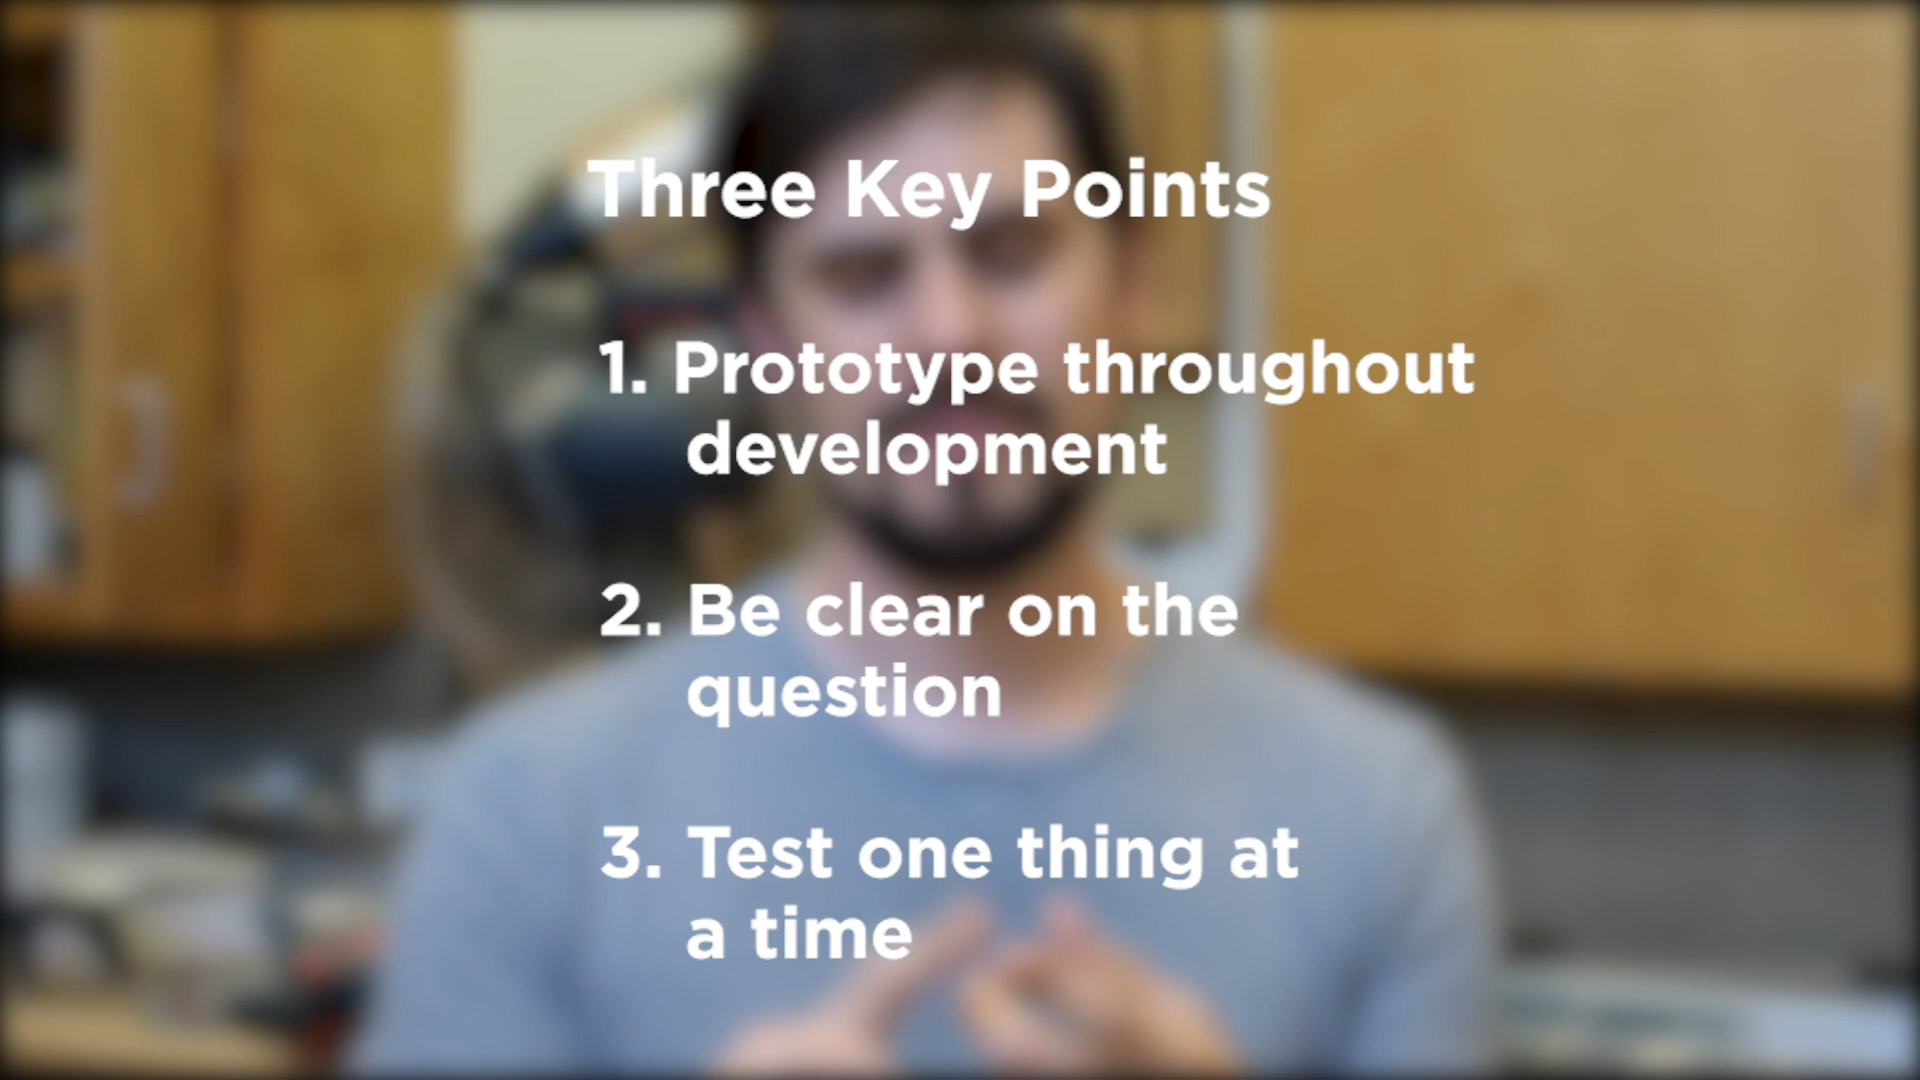 Three Key Points
1. Prototype throughout
development
2. Be clear on the
question
3. Test one thing at
a time